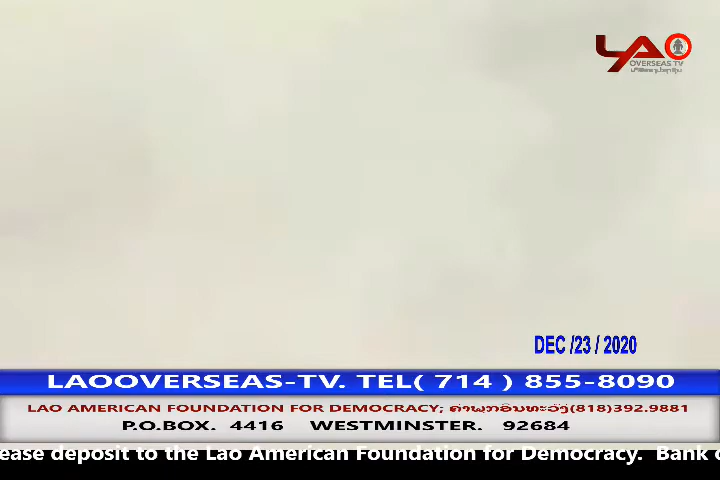 LAO
OVERSEAS TV
DEC /23 / 2020
LAOOVERSEAS-TV. TEL( 714 ) 855-8090
LAO AMERICAN FOUNDATION FOR DEMOCRACY; (818)392.9881
P.O.BOX. 4416 WESTMINSTER. 92684
ease deposit to the Lao American Foundation for Democracy. Bank o